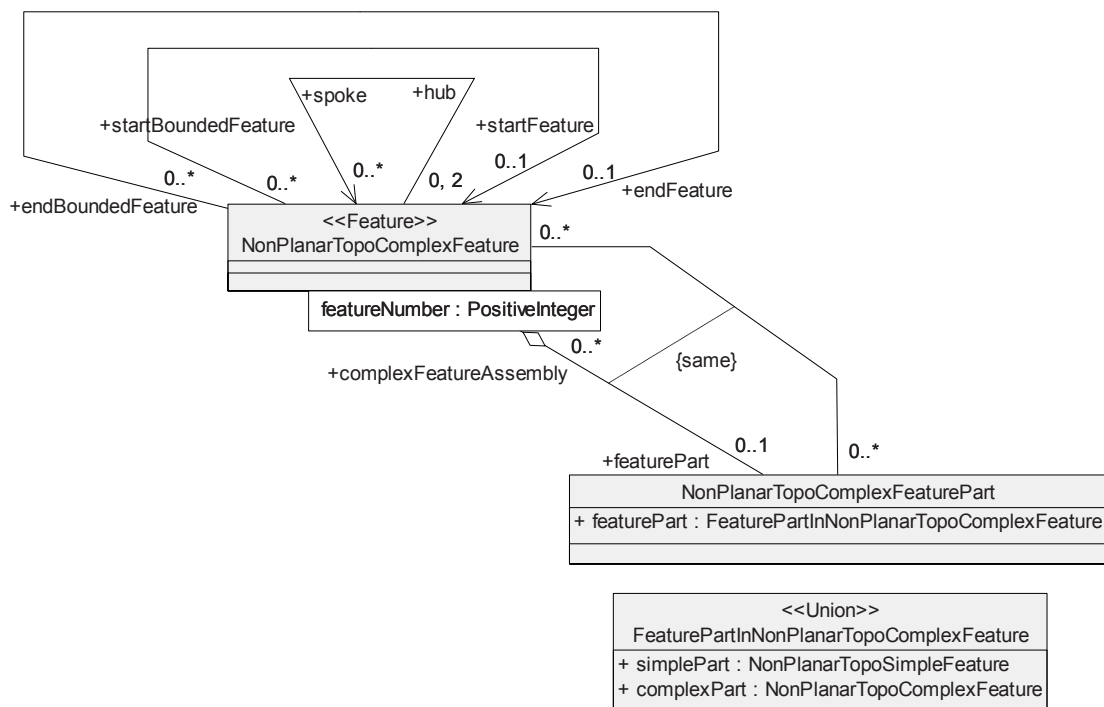 +spoke
+hub
+startBoundedFeature
+startFeature
0..*
0..*
0..*
0, 2
0..1
0..1
+endBoundedFeature
+endFeature
<<Feature>>
NonPlanarTopoComplexFeature
0..*
featureNumber : PositiveInteger
0..*
+complexFeatureAssembly
{same}
0..1
0..*
+featurePart
NonPlanarTopoComplexFeaturePart
+ featurePart : FeaturePartInNonPlanarTopoComplexFeature
<<Union>>
FeaturePartInNonPlanarTopoComplexFeature
+ simplePart : NonPlanarTopoSimpleFeature
+ complexPart : NonPlanarTopoComplexFeature